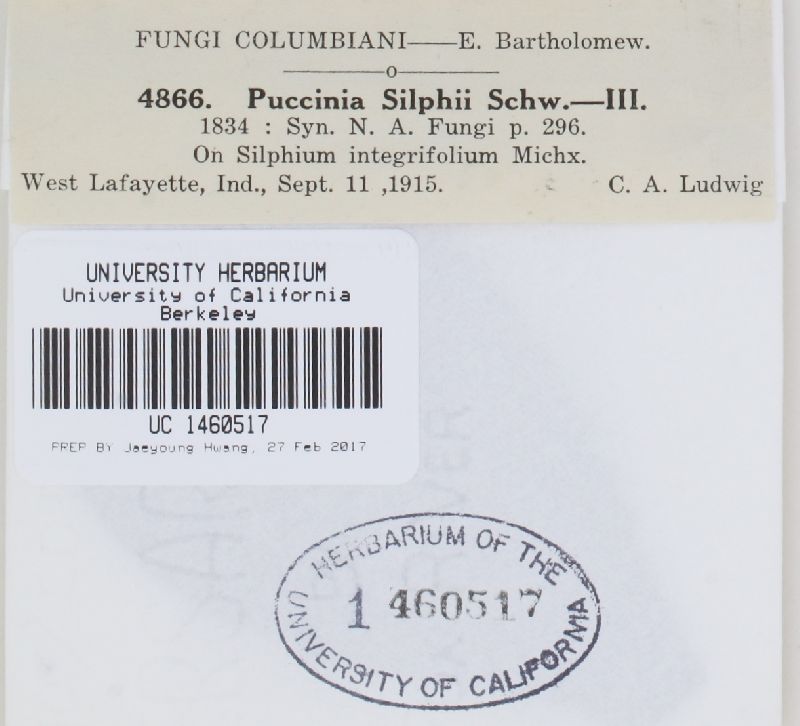 FUNGI COLUMBIANI——E. Bartholomew.
———o———
4866. Puccinia Silphii Schw.—III.
1834 : Syn. N. A. Fungi p. 296.
On Silphium integrifolium Michx.
West Lafayette, Ind., Sept. 11 ,1915. C. A. Ludwig
UNIVERSITY HERBARIUM
University of California
Berkeley
UC 1460517
PREP BY Jaeyoung Hwang, 27 Feb 2017
HERBARIUM OF THE
1 460517
UNIVERSITY OF CALIFORNIA